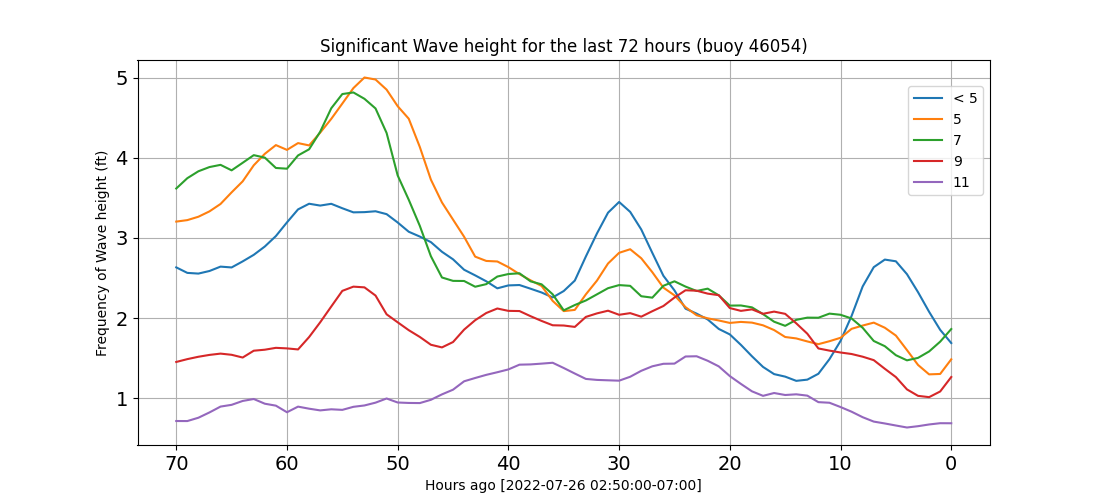 Significant Wave height for the last 72 hours (buoy 46054)
Frequency of Wave height (ft)
5
4
3
2
1
< 5
5
7
9
11
70 60 50 40 30 20 10 0
Hours ago [2022-07-26 02:50:00-07:00]